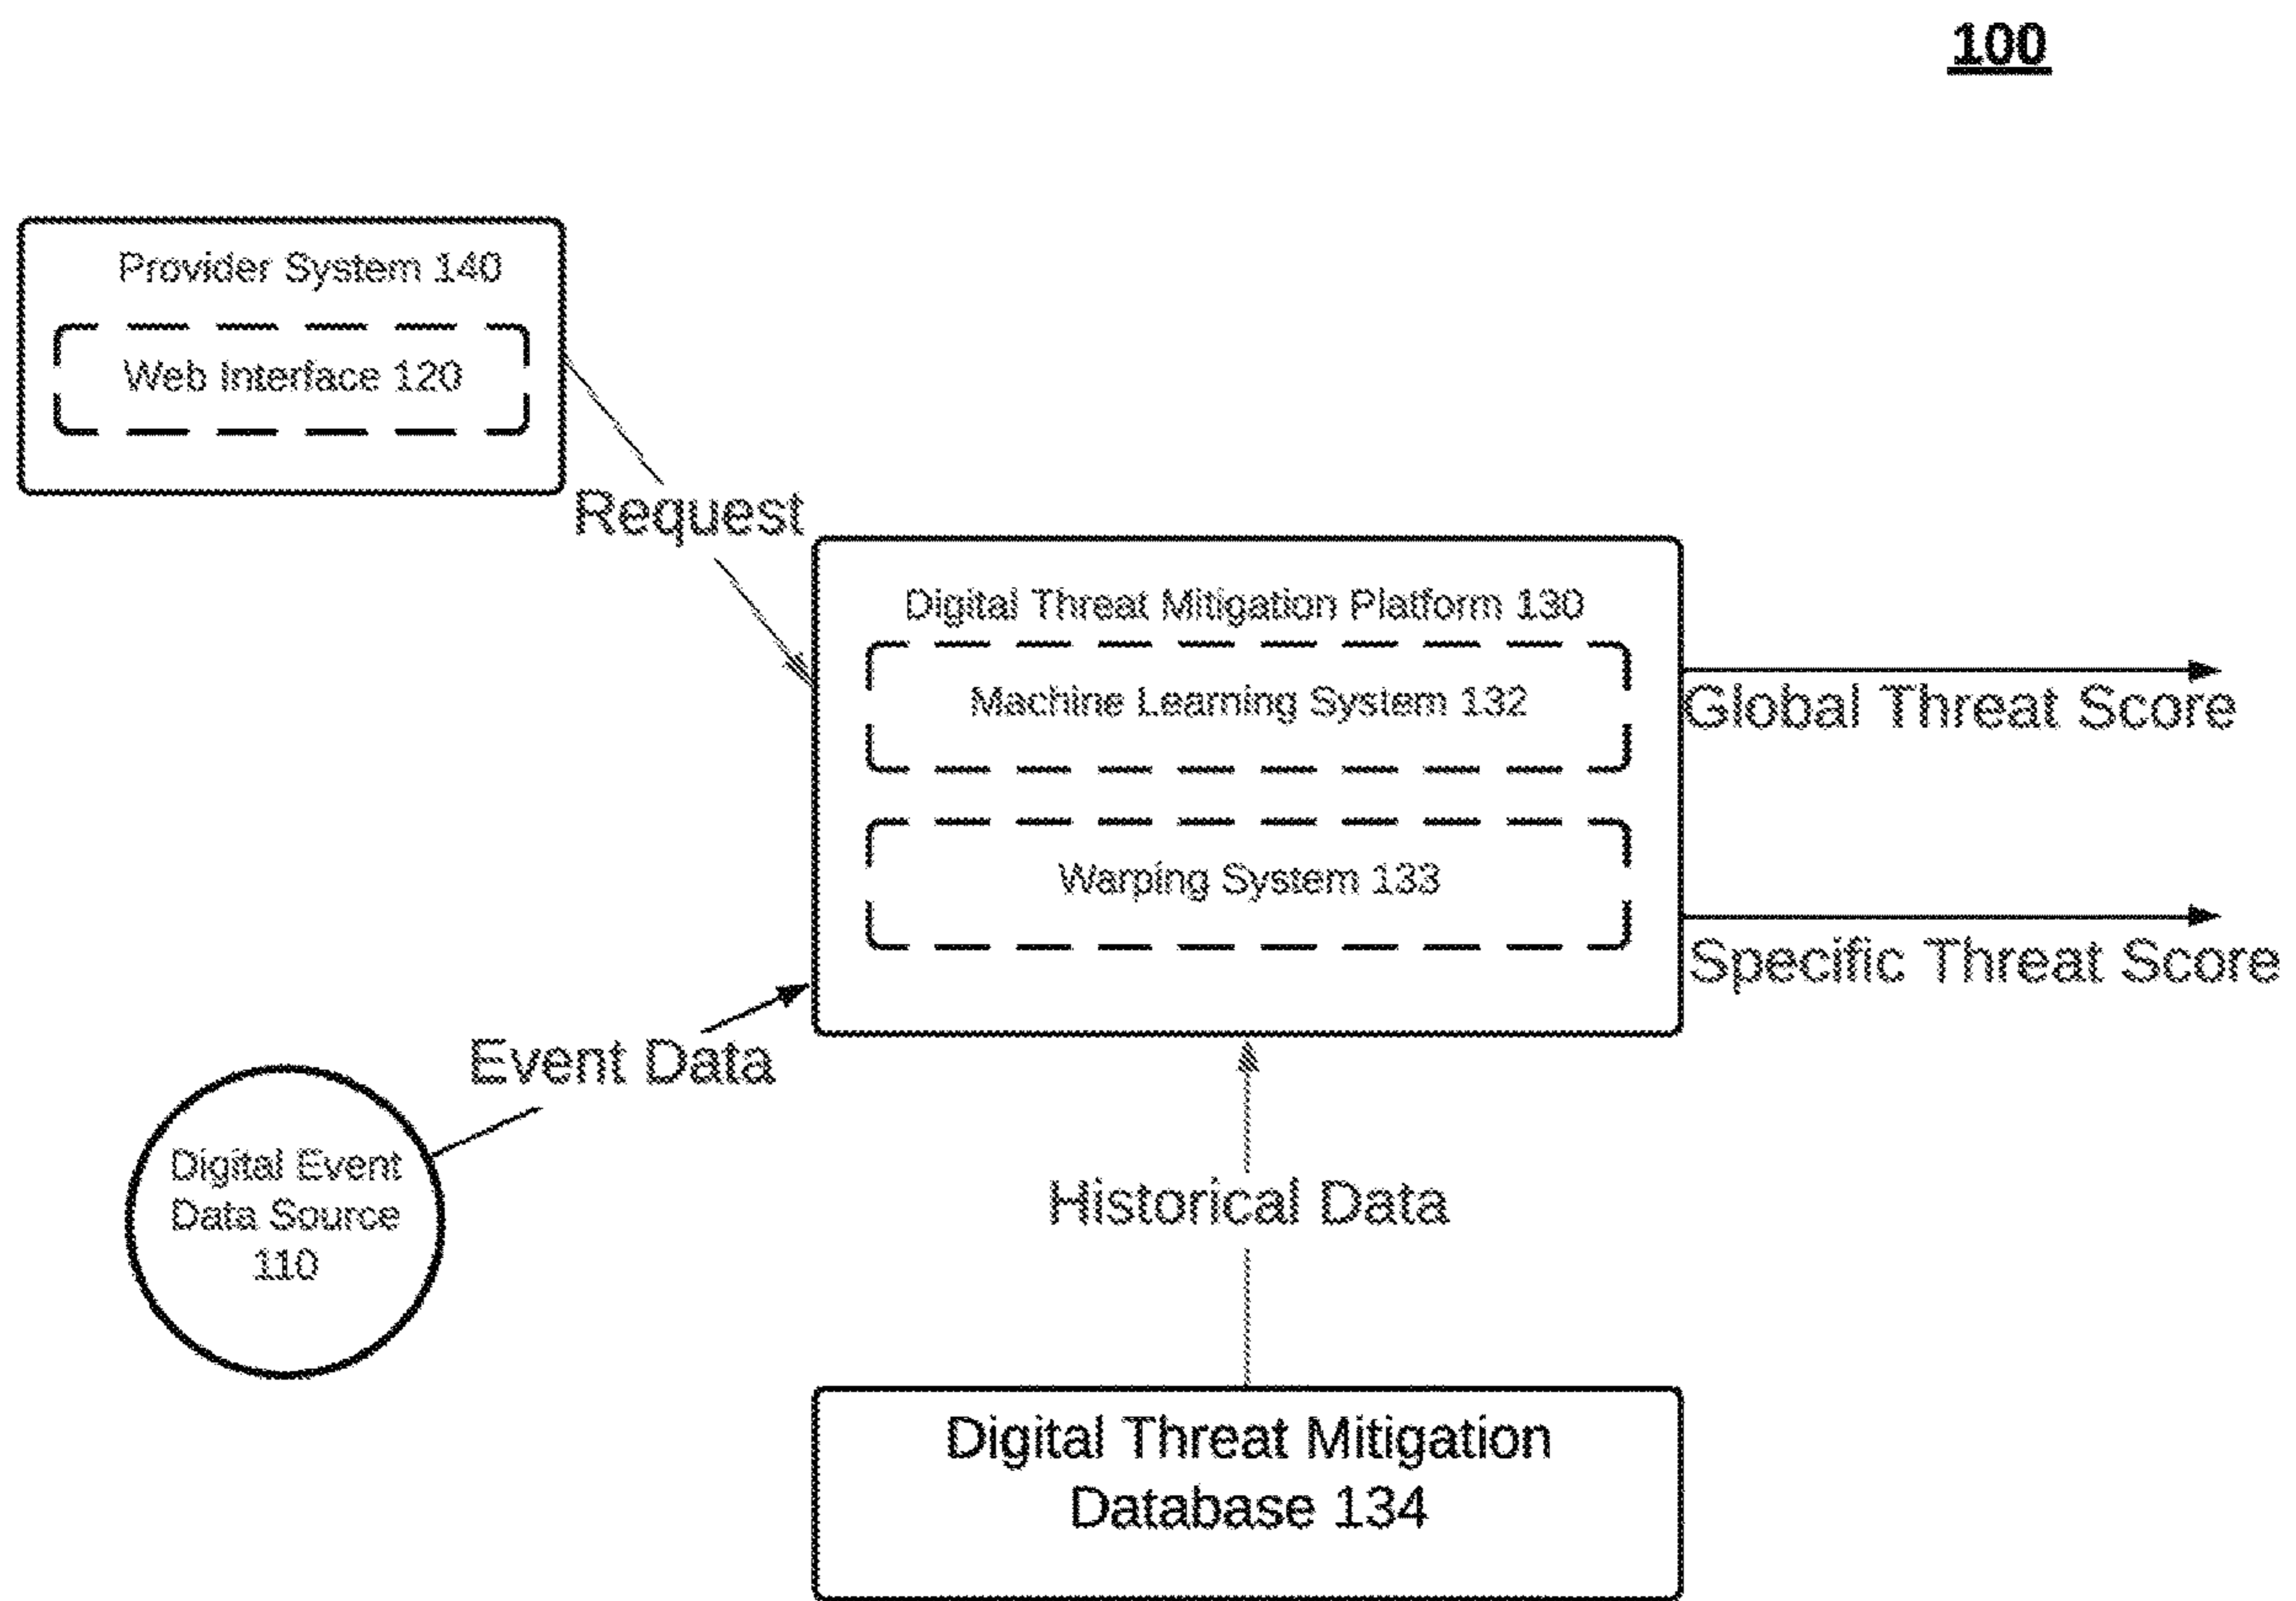 100
Provider System 140
Web Interface 120
Request
Digital Threat Mitigation Platform 130
Machine Learning System 132
Warping System 133
Global Threat Score
Specific Threat Score
Event Data
Digital Event
Data Source
110
Historical Data
Digital Threat Mitigation
Database 134